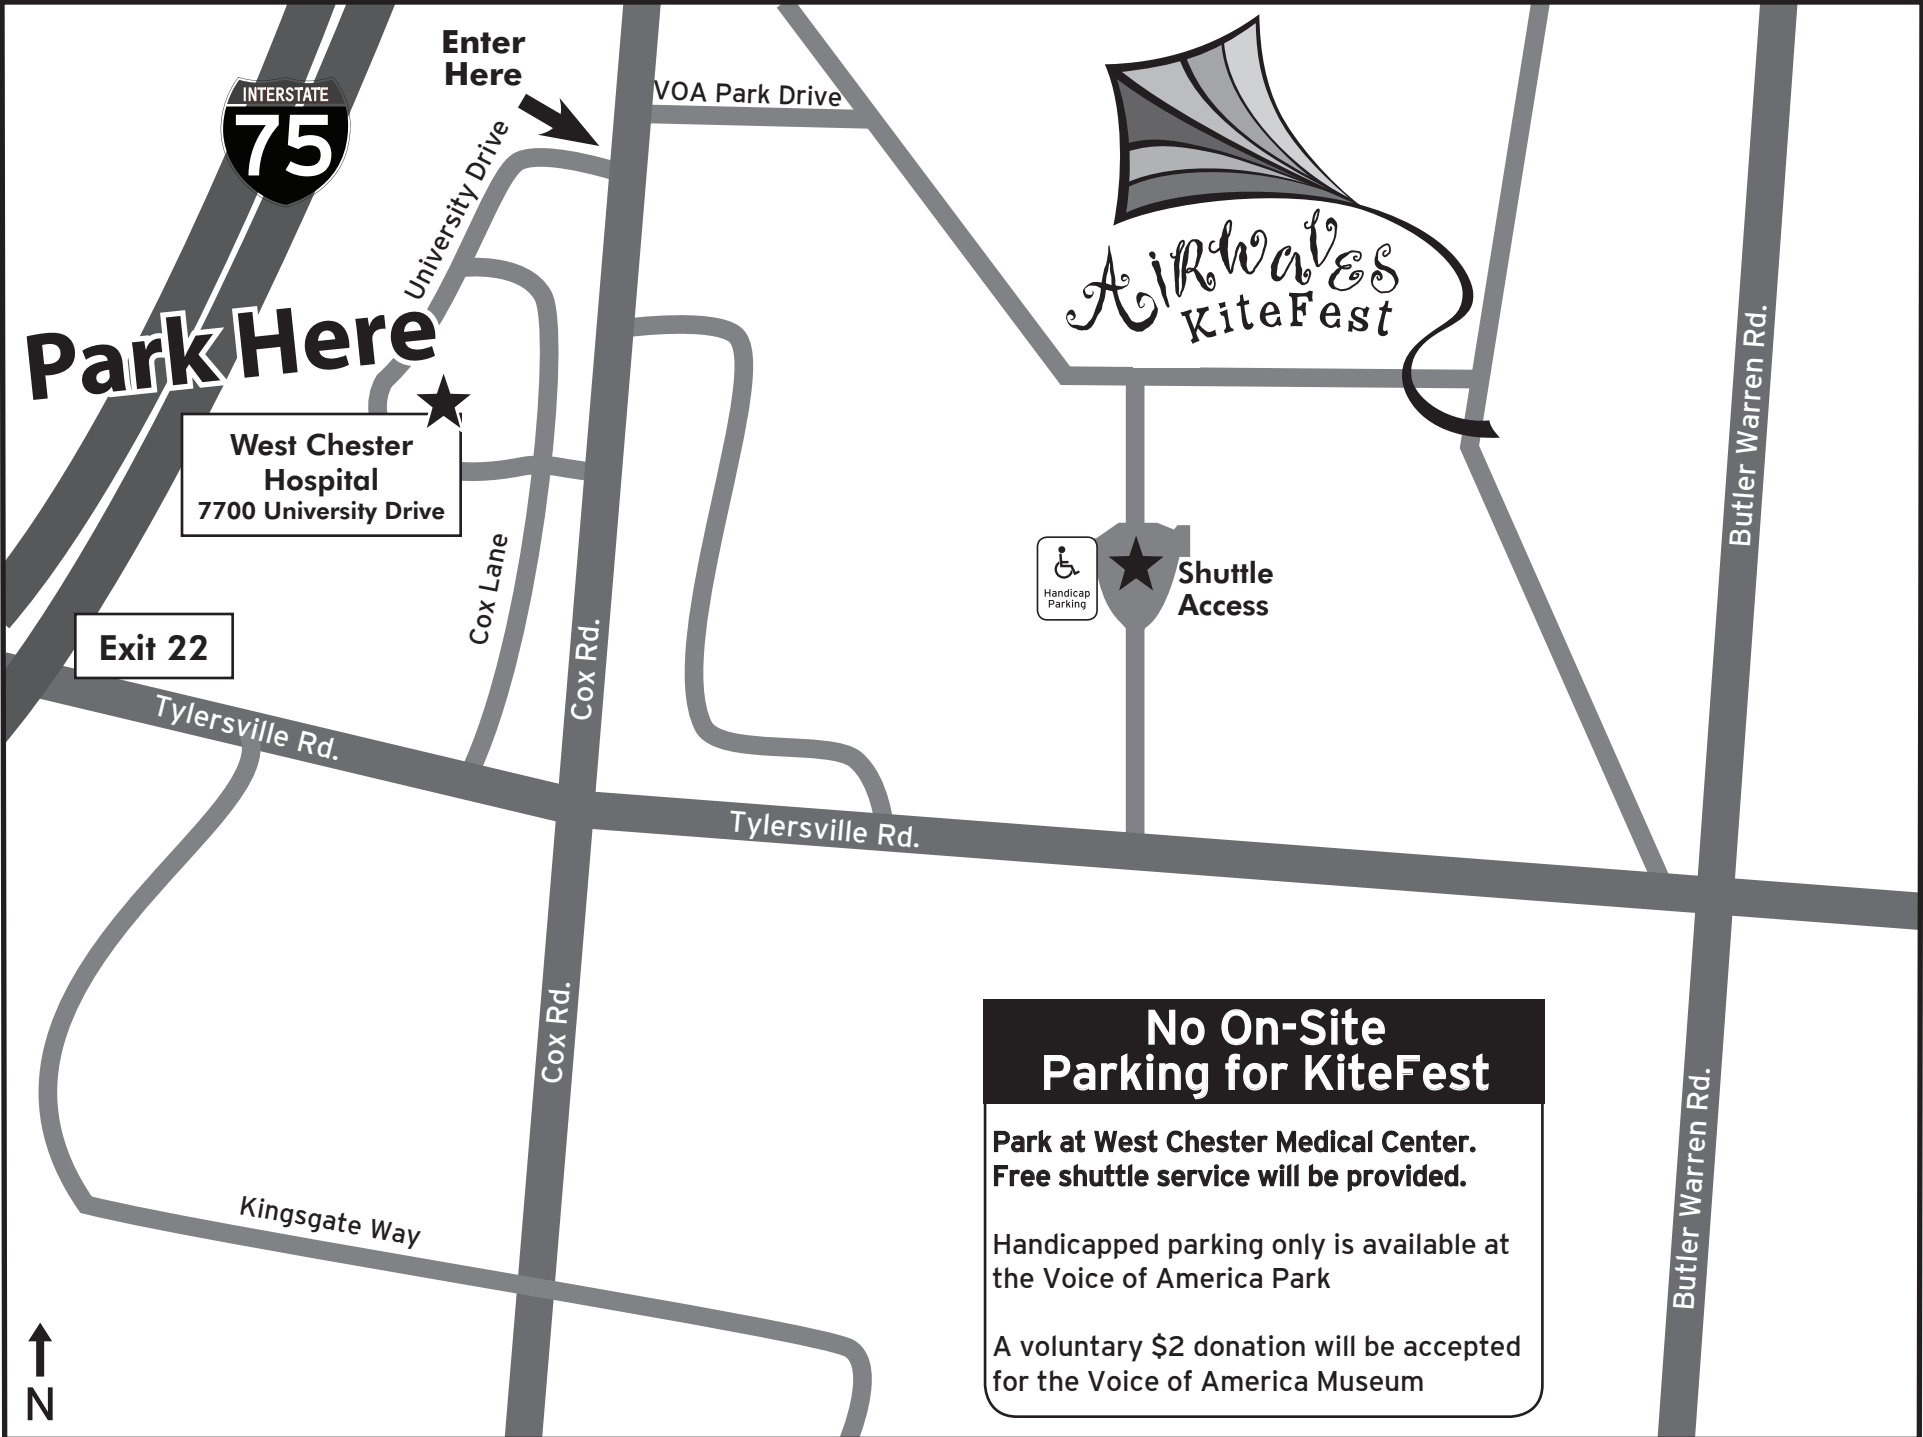 Enter
Here
INTERSTATE
75
VOA Park Drive
University Drive
AiRWaVES
KiteFest
Park Here
West Chester
Hospital
7700 University Drive
Butler Warren Rd.
Cox Lane
Handicap
Parking
Shuttle
Access
Exit 22
Cox Rd.
Tylersville Rd.
Tylersville Rd.
Cox Rd.
No On-Site
Parking for KiteFest
Park at West Chester Medical Center.
Free shuttle service will be provided.
Handicapped parking only is available at
the Voice of America Park
A voluntary $2 donation will be accepted
for the Voice of America Museum
Butler Warren Rd.
Kingsgate Way
N